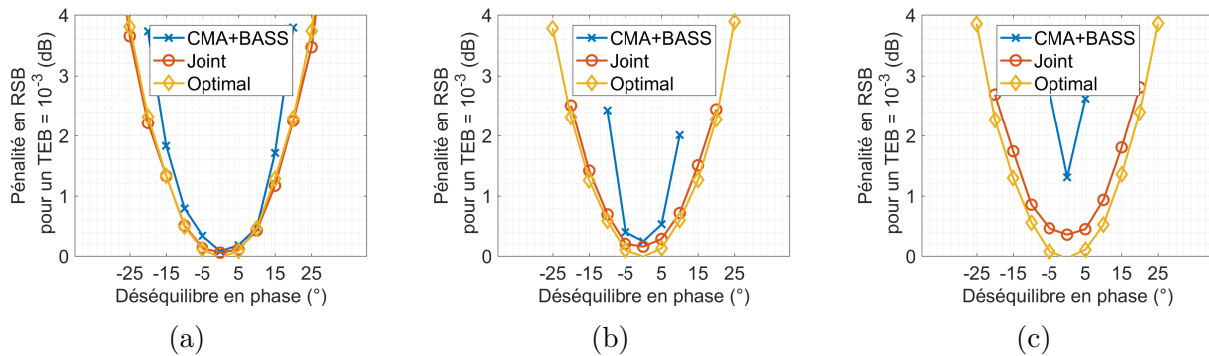 4
3
2
1
0
Pénalité en RSB
pour un TEB = 10⁻³ (dB)
CMA+BASS
Joint
Optimal
-25 -15 -5 5 15 25
Déséquilibre en phase (°)
(a)
4
3
2
1
0
Pénalité en RSB
pour un TEB = 10⁻³ (dB)
CMA+BASS
Joint
Optimal
-25 -15 -5 5 15 25
Déséquilibre en phase (°)
(b)
4
3
2
1
0
Pénalité en RSB
pour un TEB = 10⁻³ (dB)
CMA+BASS
Joint
Optimal
-25 -15 -5 5 15 25
Déséquilibre en phase (°)
(c)